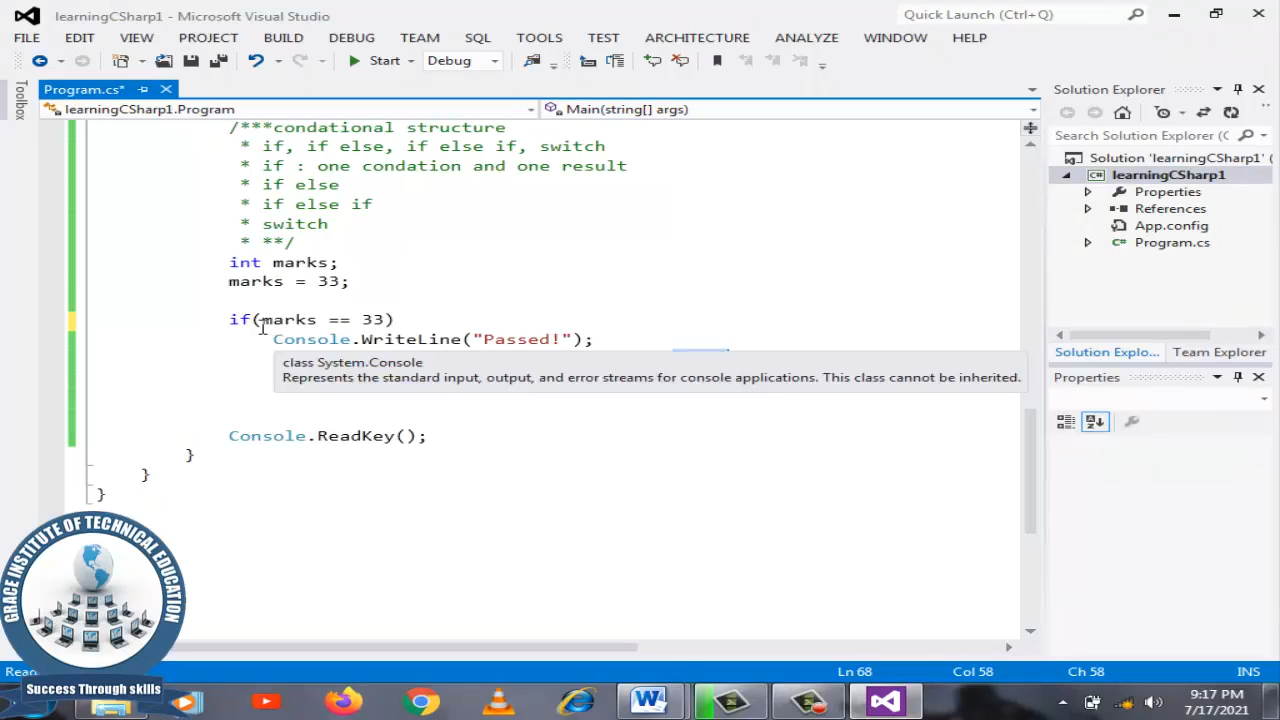 learningCSharp1 - Microsoft Visual Studio
Quick Launch (Ctrl+Q)
FILE EDIT VIEW PROJECT BUILD DEBUG TEAM SQL TOOLS TEST ARCHITECTURE ANALYZE WINDOW HELP
Start Debug
Toolbox
Program.cs*
learningCSharp1.Program
Main(string[] args)
/***condational structure
* if, if else, if else if, switch
* if : one condation and one result
* if else
* if else if
* switch
* **/
int marks;
marks = 33;
if(marks == 33)
Console.WriteLine("Passed!");
class System.Console
Represents the standard input, output, and error streams for console applications. This class cannot be inherited.
Console.ReadKey();
}
}
}
Solution Explorer
Search Solution Explorer (C
Solution 'learningCSharp1' (
learningCSharp1
Properties
References
App.config
Program.cs
Solution Explo... Team Explorer
Properties
GRACE INSTITUTE OF TECHNICAL EDUCATION
Success Through skills
Ln 68 Col 58 Ch 58 INS
9:17 PM
7/17/2021